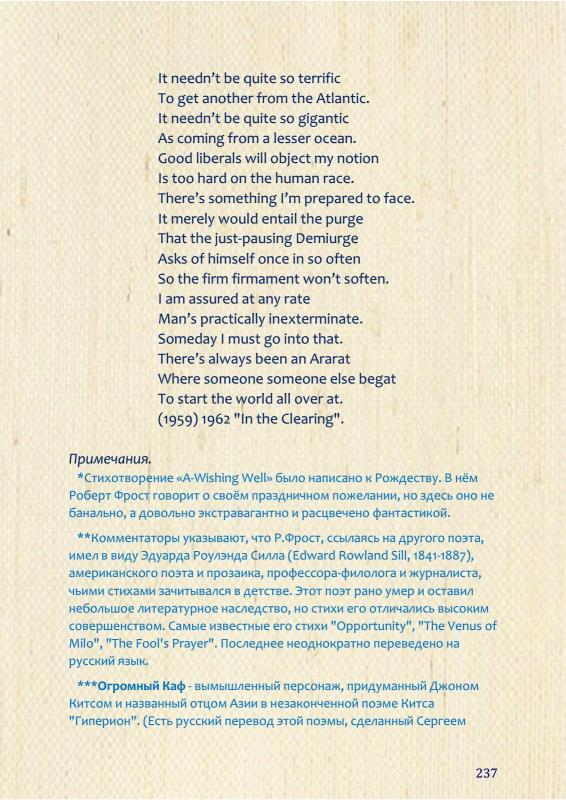 It needn't be quite so terrific
To get another from the Atlantic.
It needn't be quite so gigantic
As coming from a lesser ocean.
Good liberals will object my notion
Is too hard on the human race.
There's something I'm prepared to face.
It merely would entail the purge
That the just-pausing Demiurge
Asks of himself once in so often
So the firm firmament won't soften.
I am assured at any rate
Man's practically inexterminate.
Someday I must go into that.
There's always been an Ararat
Where someone someone else begat
To start the world all over at.
(1959) 1962 "In the Clearing".
Примечания.
*Стихотворение «A-Wishing Well» было написано к Рождеству. В нём
Роберт Фрост говорит о своём праздничном пожелании, но здесь оно не
банально, а довольно экстравагантно и расцвечено фантастикой.
**Комментаторы указывают, что Р.Фрост, ссылаясь на другого поэта,
имел в виду Эдуарда Роулэнда Силла (Edward Rowland Sill, 1841-1887),
американского поэта и прозаика, профессора-филолога и журналиста,
чьими стихами зачитывался в детстве. Этот поэт рано умер и оставил
небольшое литературное наследство, но стихи его отличались высоким
совершенством. Самые известные его стихи "Opportunity", "The Venus of
Milo", "The Fool's Prayer". Последнее неоднократно переведено на
русский язык.
***Огромный Каф - вымышленный персонаж, придуманный Джоном
Китсом и названный отцом Азии в незаконченной поэме Китса
"Гиперион". (Есть русский перевод этой поэмы, сделанный Сергеем
237